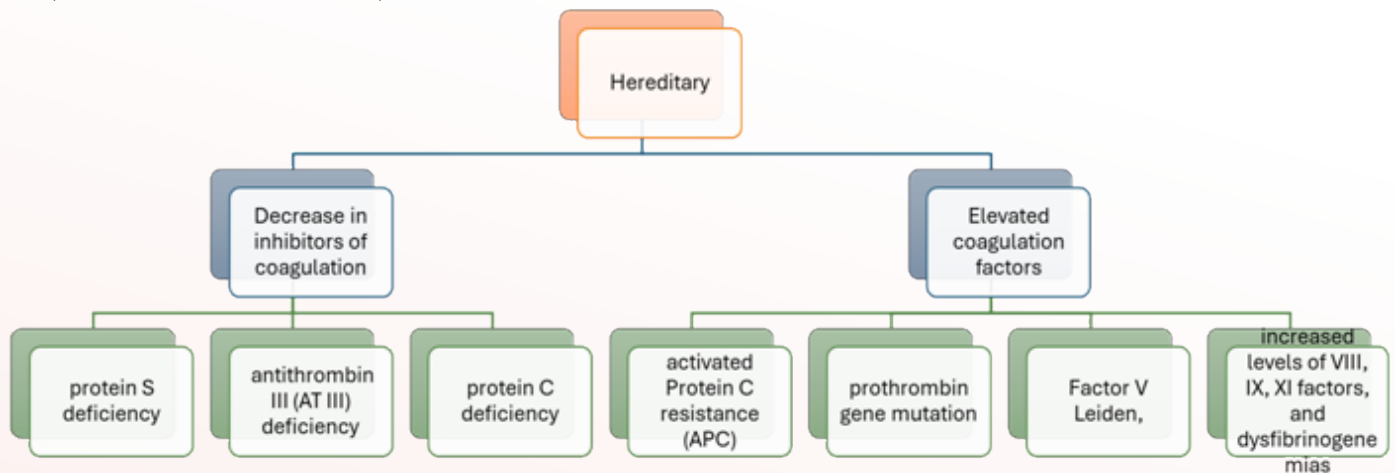 Hereditary
Decrease in
inhibitors of
coagulation
Elevated
coagulation
factors
protein S
deficiency
antithrombin
III (AT III)
deficiency
protein C
deficiency
activated
Protein C
resistance
(APC)
prothrombin
gene mutation
Factor V
Leiden,
increased
levels of VIII,
IX, XI factors,
and
dysfibrinogene
mias